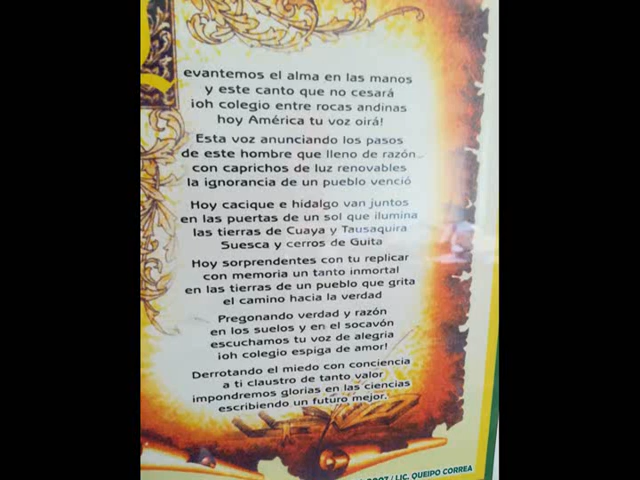 evantemos el alma en las manos
y este canto que no cesará
¡oh colegio entre rocas andinas
hoy América tu voz oirá!
Esta voz anunciando los pasos
de este hombre que lleno de razón
con caprichos de luz renovables
la ignorancia de un pueblo venció
Hoy cacique e hidalgo van juntos
en las puertas de un sol que ilumina
las tierras de Cuaya y Tausaquira
Suesca y cerros de Guita
Hoy sorprendentes con tu replicar
con memoria un tanto inmortal
en las tierras de un pueblo que grita
el camino hacia la verdad
Pregonando verdad y razón
en los suelos y en el socavón
escuchamos tu voz de alegria
¡oh colegio espiga de amor!
Derrotando el miedo con conciencia
a ti claustro de tanto valor
impondremos glorias en las ciencias
escribiendo un futuro mejor.
/ LIC. QUEIPO CORREA